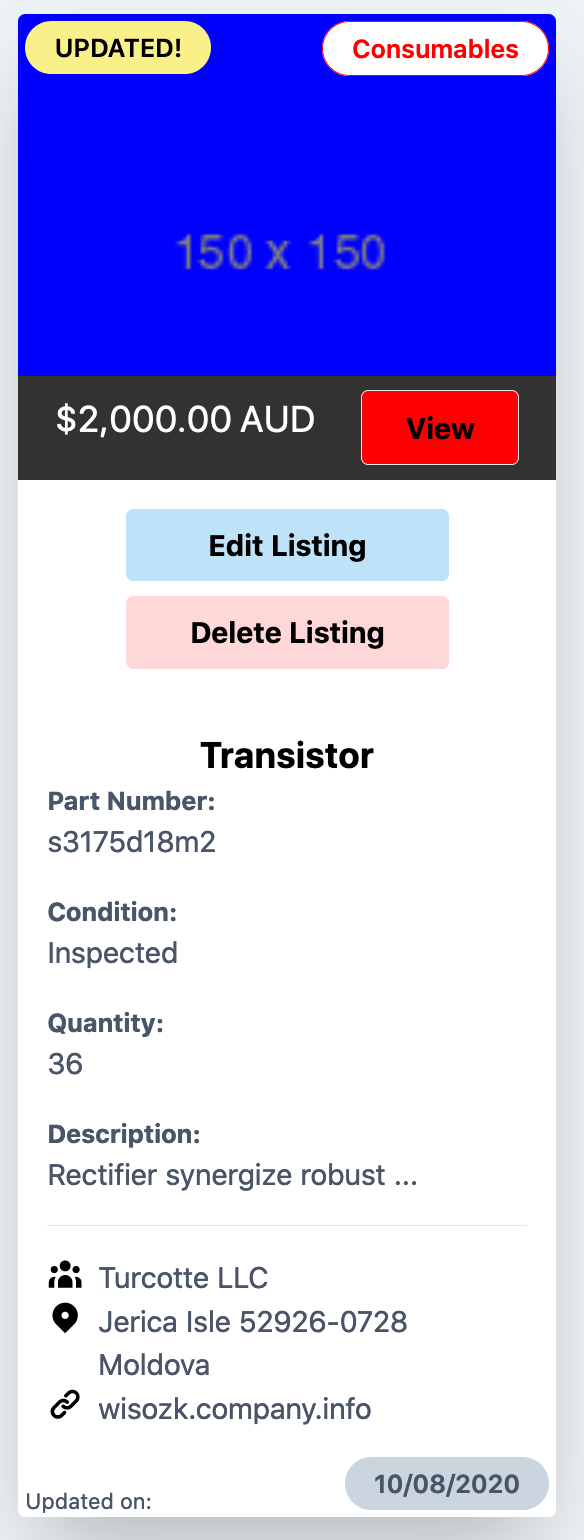 UPDATED!
Consumables
150 x 150
$2,000.00 AUD
View
Edit Listing
Delete Listing
Transistor
Part Number:
s3175d18m2
Condition:
Inspected
Quantity:
36
Description:
Rectifier synergize robust ...
Turcotte LLC
Jerica Isle 52926-0728
Moldova
wisozk.company.info
Updated on:
10/08/2020